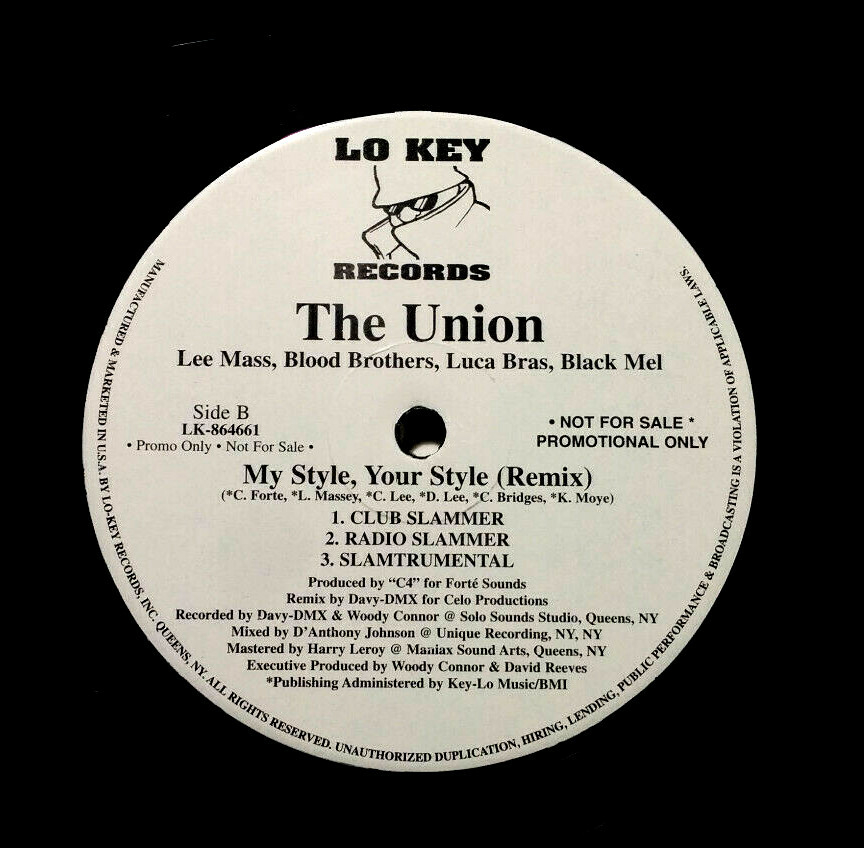 LO KEY
RECORDS
The Union
Lee Mass, Blood Brothers, Luca Bras, Black Mel
Side B
LK-864661
• Promo Only • Not For Sale •
• NOT FOR SALE *
PROMOTIONAL ONLY
My Style, Your Style (Remix)
(*C. Forte, *L. Massey, *C. Lee, *D. Lee, *C. Bridges, *K. Moye)
1. CLUB SLAMMER
2. RADIO SLAMMER
3. SLAMTRUMENTAL
Produced by “C4” for Forté Sounds
Remix by Davy-DMX for Celo Productions
Recorded by Davy-DMX & Woody Connor @ Solo Sounds Studio, Queens, NY
Mixed by D'Anthony Johnson @ Unique Recording, NY, NY
Mastered by Harry Leroy @ Maniax Sound Arts, Queens, NY
Executive Produced by Woody Connor & David Reeves
*Publishing Administered by Key-Lo Music/BMI
MANUFACTURED & MARKETED IN U.S.A. BY LO-KEY RECORDS, INC. QUEENS, NY. ALL RIGHTS RESERVED. UNAUTHORIZED DUPLICATION, HIRING, LENDING, PUBLIC PERFORMANCE & BROADCASTING IS A VIOLATION OF APPLICABLE LAWS.